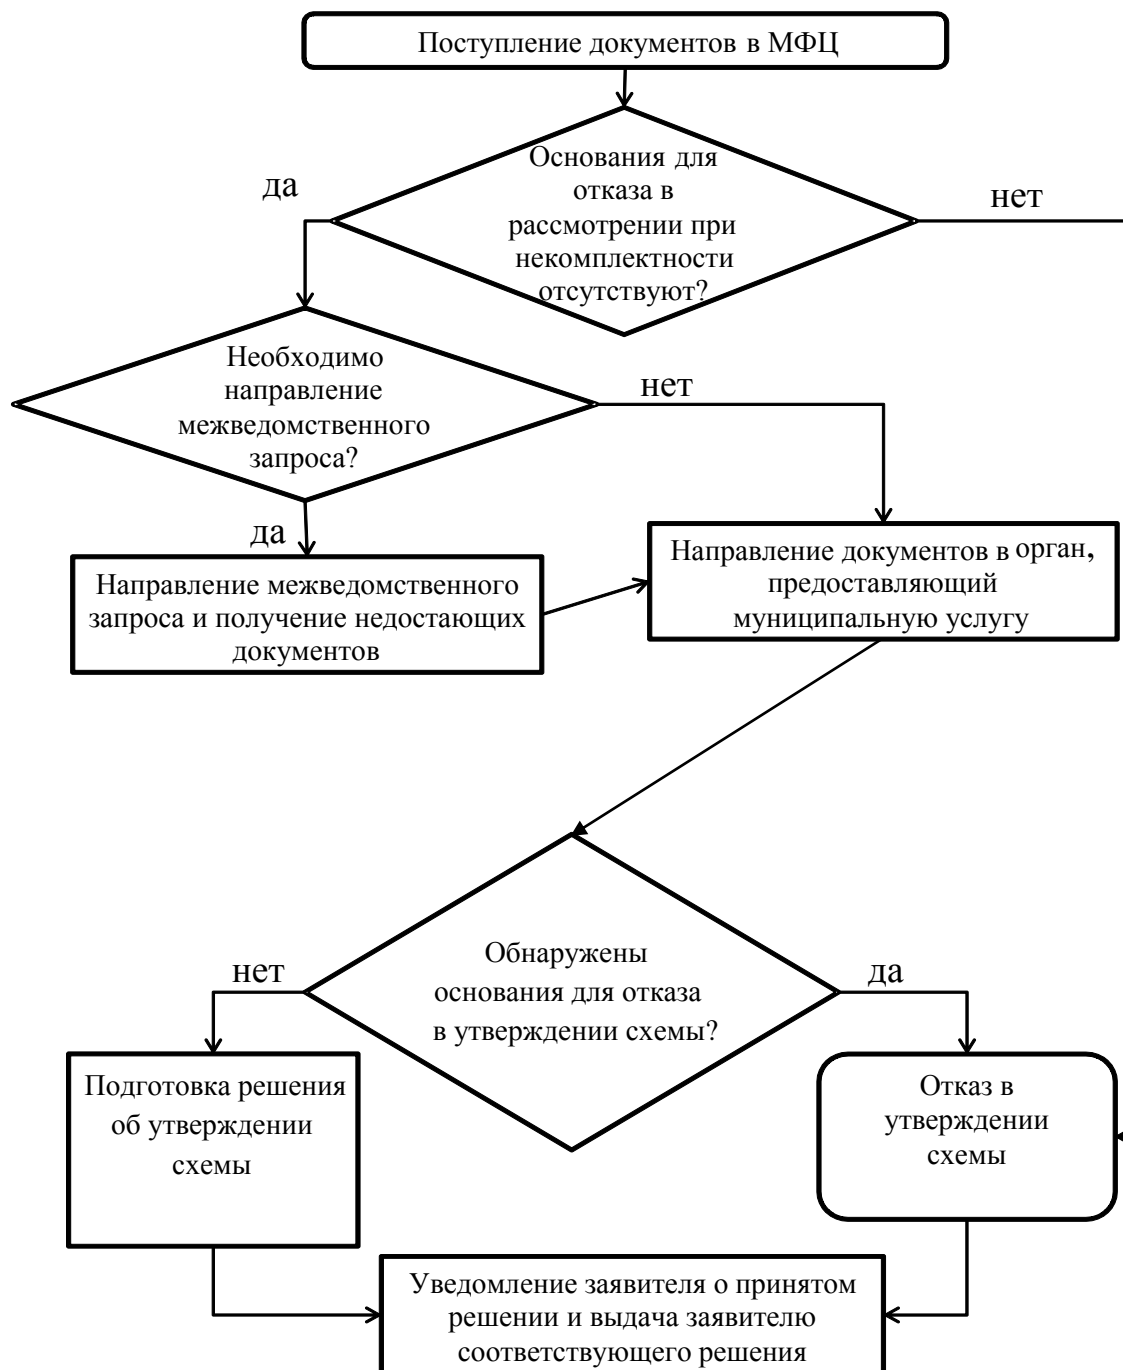 Поступление документов в МФЦ
Основания для
отказа в
рассмотрении при
некомплектности
отсутствуют?
да
нет
Необходимо
направление
межведомственного
запроса?
нет
да
Направление межведомственного
запроса и получение недостающих
документов
Направление документов в орган,
предоставляющий
муниципальную услугу
Обнаружены
основания для отказа
в утверждении схемы?
нет
да
Подготовка решения
об утверждении
схемы
Отказ в
утверждении
схемы
Уведомление заявителя о принятом
решении и выдача заявителю
соответствующего решения